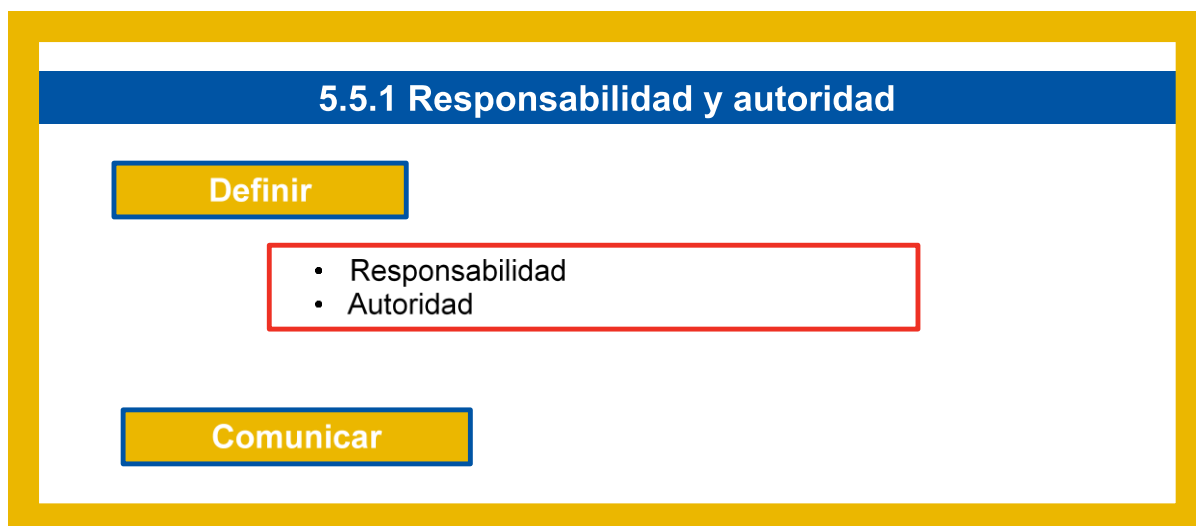 5.5.1 Responsabilidad y autoridad
Definir
• Responsabilidad
• Autoridad
Comunicar